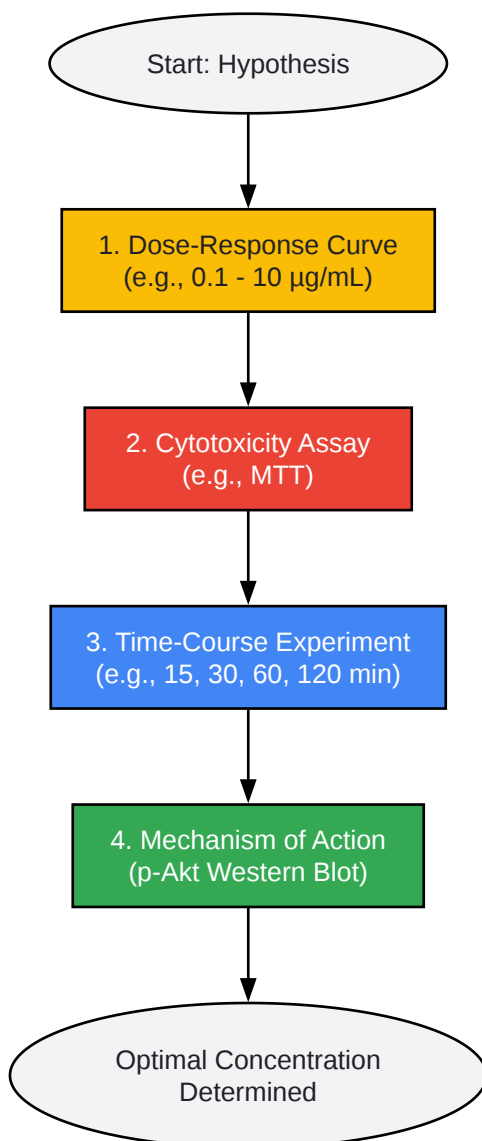 Start: Hypothesis
1. Dose-Response Curve
(e.g., 0.1 - 10 µg/mL)
2. Cytotoxicity Assay
(e.g., MTT)
3. Time-Course Experiment
(e.g., 15, 30, 60, 120 min)
4. Mechanism of Action
(p-Akt Western Blot)
Optimal Concentration
Determined